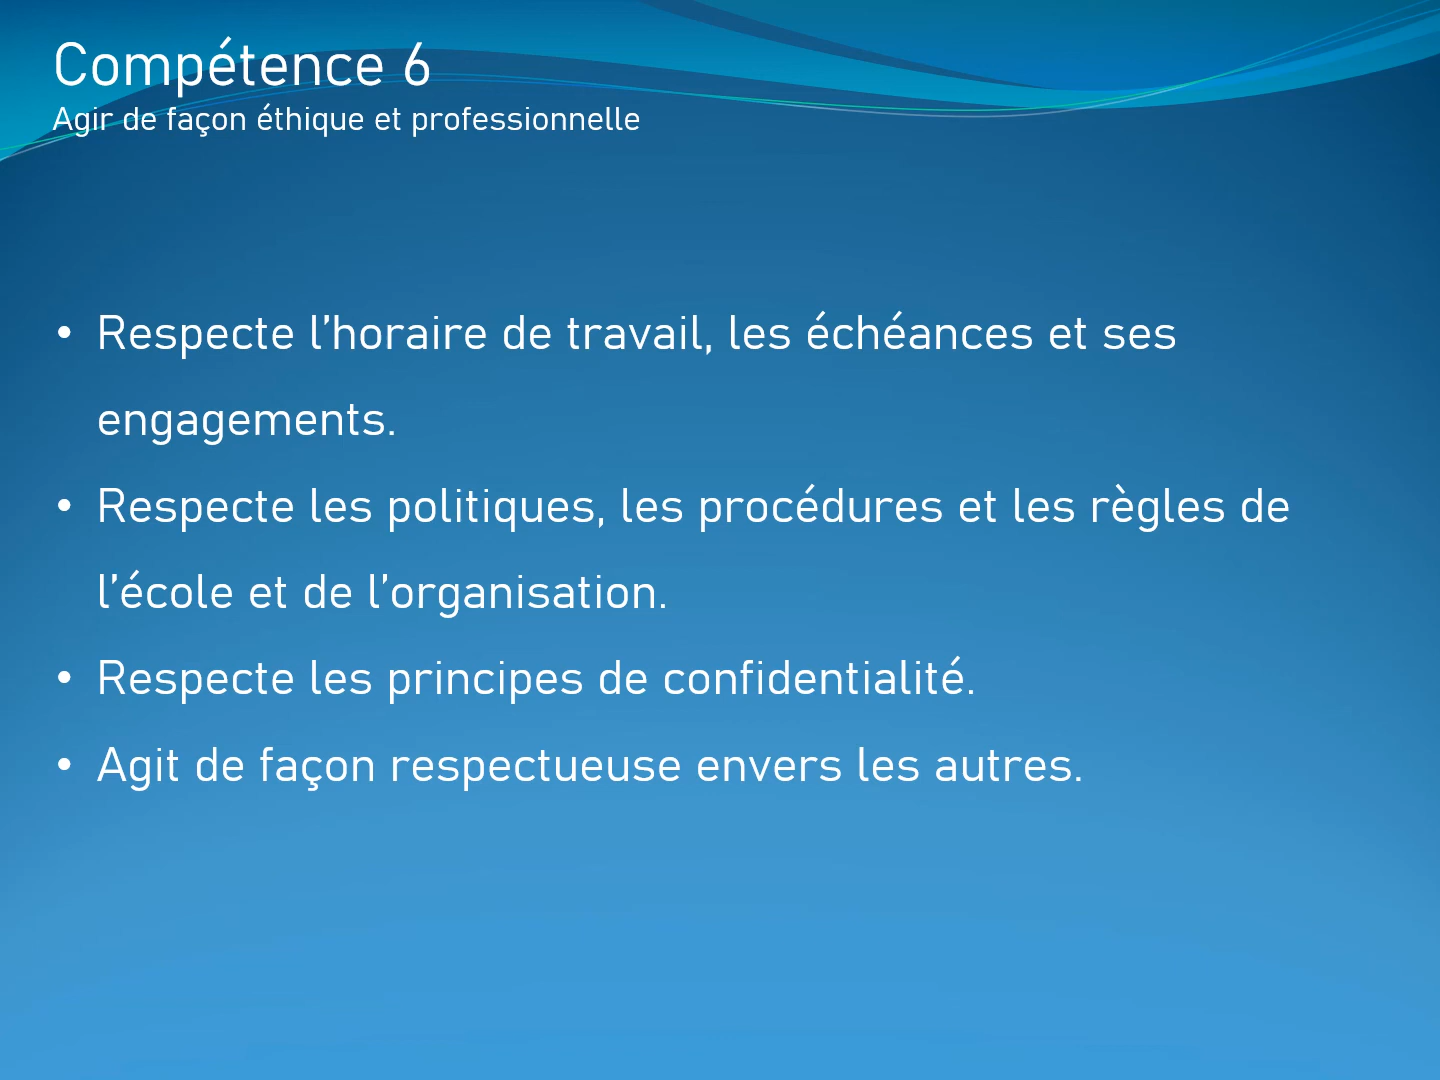 Compétence 6
Agir de façon éthique et professionnelle
• Respecte l’horaire de travail, les échéances et ses
engagements.
• Respecte les politiques, les procédures et les règles de
l’école et de l’organisation.
• Respecte les principes de confidentialité.
• Agit de façon respectueuse envers les autres.